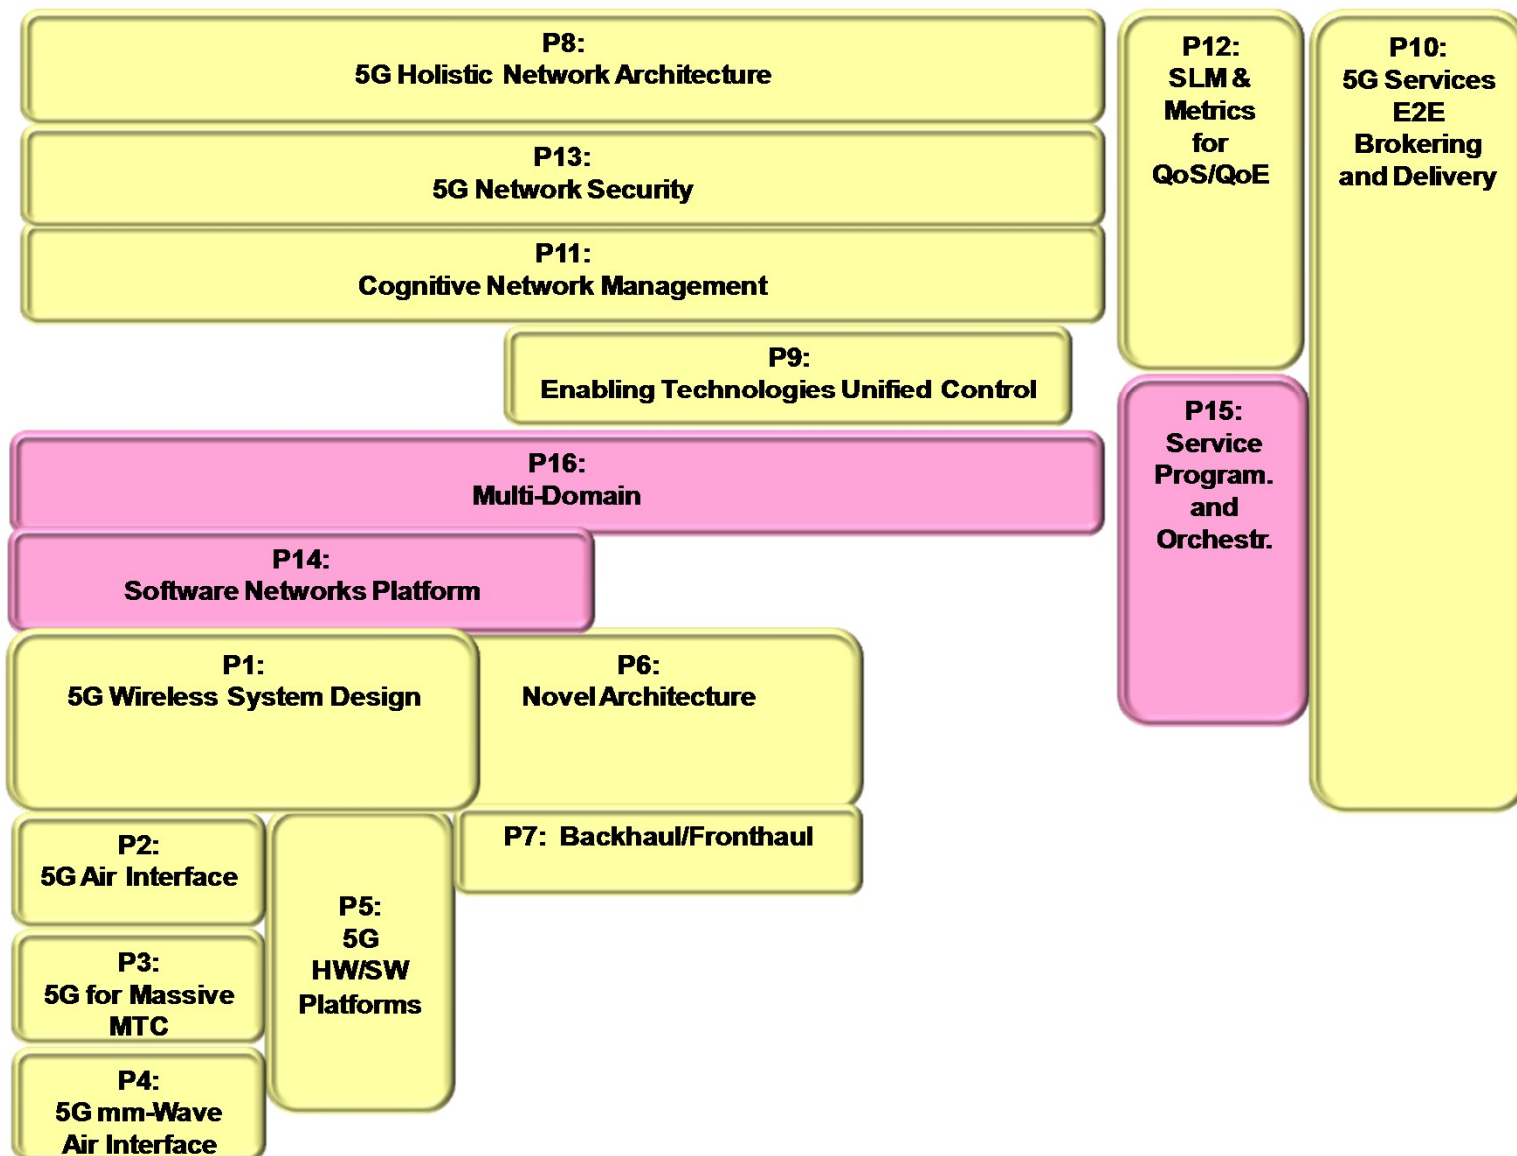 P8:
5G Holistic Network Architecture
P13:
5G Network Security
P11:
Cognitive Network Management
P9:
Enabling Technologies Unified Control
P16:
Multi-Domain
P14:
Software Networks Platform
P1:
5G Wireless System Design
P6:
Novel Architecture
P2:
5G Air Interface
P3:
5G for Massive
MTC
P4:
5G mm-Wave
Air Interface
P5:
5G
HW/SW
Platforms
P7: Backhaul/Fronthaul
P12:
SLM &
Metrics
for
QoS/QoE
P15:
Service
Program.
and
Orchestr.
P10:
5G Services
E2E
Brokering
and Delivery